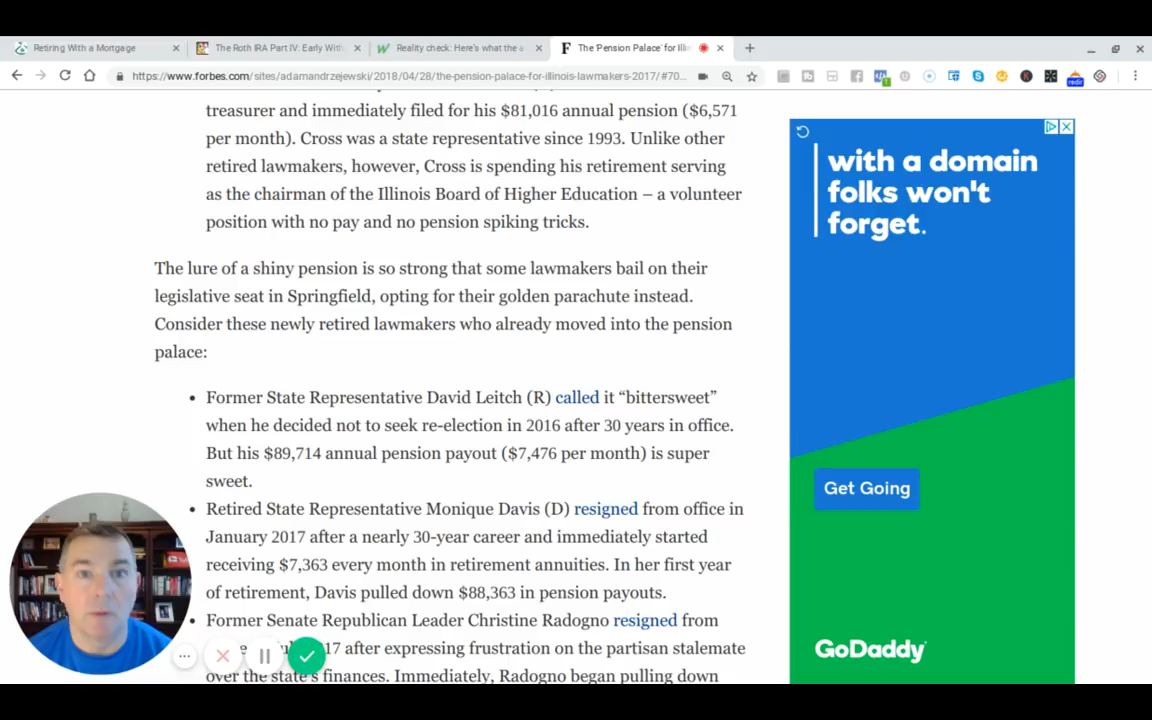 Retiring With a Mortgage
The Roth IRA Part IV: Early With
Reality check: Here's what the a
The 'Pension Palace' for Illin
https://www.forbes.com/sites/adamandrzejewski/2018/04/28/the-pension-palace-for-illinois-lawmakers-2017/#70...
treasurer and immediately filed for his $81,016 annual pension ($6,571
per month). Cross was a state representative since 1993. Unlike other
retired lawmakers, however, Cross is spending his retirement serving
as the chairman of the Illinois Board of Higher Education – a volunteer
position with no pay and no pension spiking tricks.
The lure of a shiny pension is so strong that some lawmakers bail on their
legislative seat in Springfield, opting for their golden parachute instead.
Consider these newly retired lawmakers who already moved into the pension
palace:
• Former State Representative David Leitch (R) called it “bittersweet”
when he decided not to seek re-election in 2016 after 30 years in office.
But his $89,714 annual pension payout ($7,476 per month) is super
sweet.
• Retired State Representative Monique Davis (D) resigned from office in
January 2017 after a nearly 30-year career and immediately started
receiving $7,363 every month in retirement annuities. In her first year
of retirement, Davis pulled down $88,363 in pension payouts.
• Former Senate Republican Leader Christine Radogno resigned from
17 after expressing frustration on the partisan stalemate
over the state's finances. Immediately, Radogno began pulling down
with a domain
folks won't
forget.
Get Going
GoDaddy